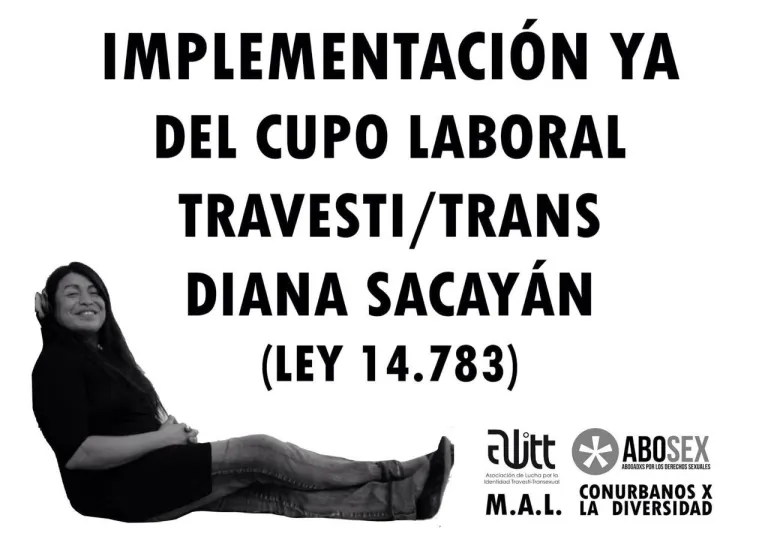 IMPLEMENTACIÓN YA
DEL CUPO LABORAL
TRAVESTI/TRANS
DIANA SACAYÁN
(LEY 14.783)
alitt
Asociación de Lucha por la
Identidad Travesti-Transexual
ABOSEX
ABOGADXS POR LOS DERECHOS SEXUALES
M.A.L.
CONURBANOS X
LA DIVERSIDAD